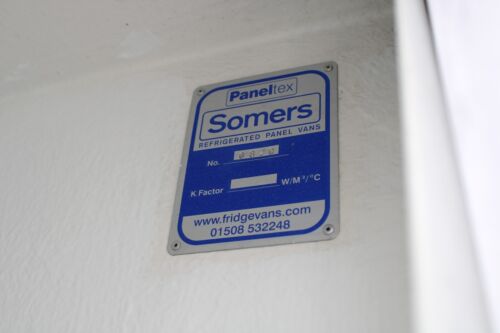 Paneltex
Somers
REFRIGERATED PANEL VANS
No.
K Factor W/M²/°C
www.fridgevans.com
01508 532248